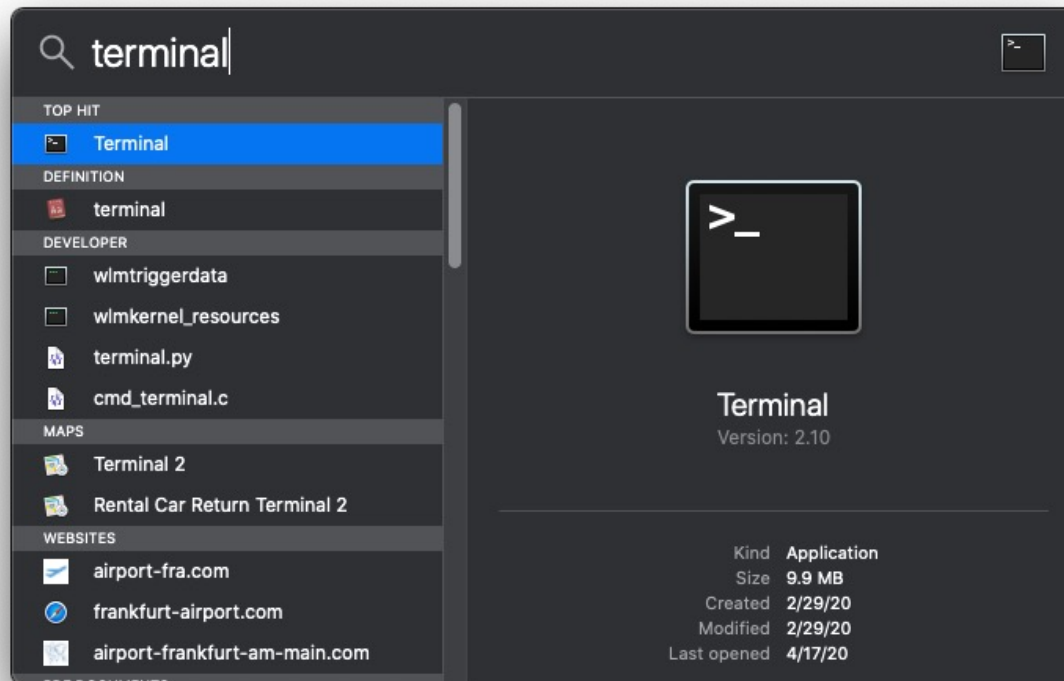 terminal
>_
TOP HIT
Terminal
DEFINITION
terminal
DEVELOPER
wlmtriggerdata
wlmkernel_resources
terminal.py
cmd_terminal.c
MAPS
Terminal 2
Rental Car Return Terminal 2
WEBSITES
airport-fra.com
frankfurt-airport.com
airport-frankfurt-am-main.com
>_
Terminal
Version: 2.10
Kind Application
Size 9.9 MB
Created 2/29/20
Modified 2/29/20
Last opened 4/17/20